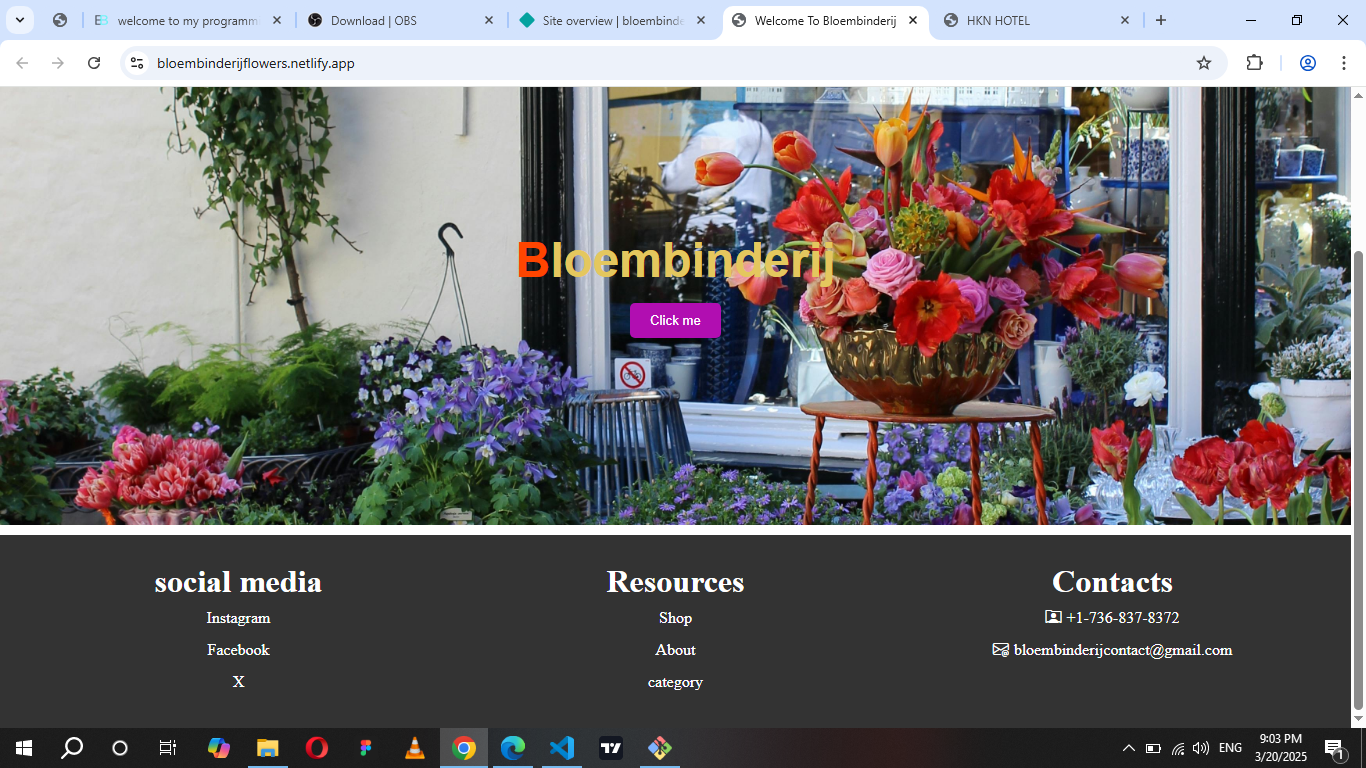 welcome to my programm
Download | OBS
Site overview | bloembinde
Welcome To Bloembinderij
HKN HOTEL
bloembinderijflowers.netlify.app
Bloembinderij
Click me
social media
Instagram
Facebook
X
Resources
Shop
About
category
Contacts
+1-736-837-8372
bloembinderijcontact@gmail.com
ENG
9:03 PM
3/20/2025
1